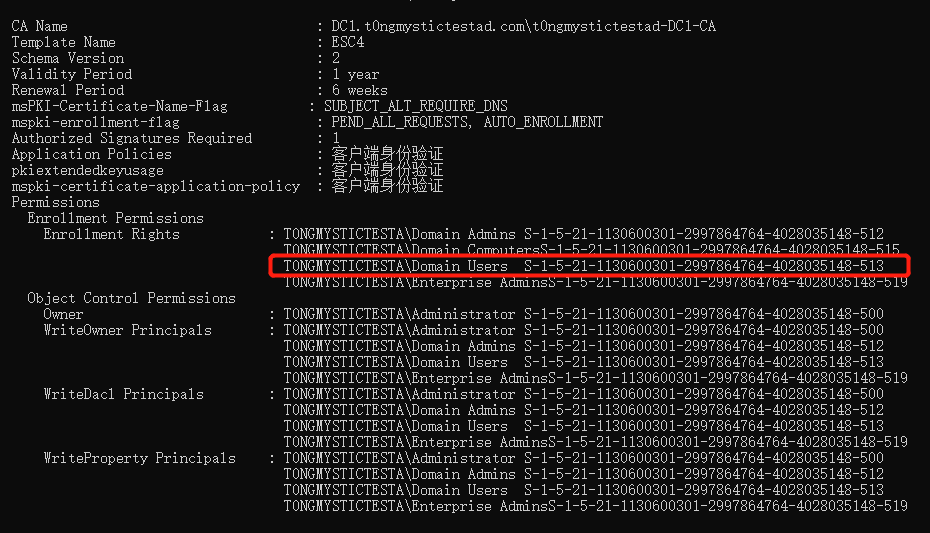 CA Name : DC1.t0ngmystictestad.com\t0ngmystictestad-DC1-CA
Template Name : ESC4
Schema Version : 2
Validity Period : 1 year
Renewal Period : 6 weeks
msPKI-Certificate-Name-Flag : SUBJECT_ALT_REQUIRE_DNS
mspki-enrollment-flag : PEND_ALL_REQUESTS, AUTO_ENROLLMENT
Authorized Signatures Required : 1
Application Policies : 客户端身份验证
pkiextendedkeyusage : 客户端身份验证
mspki-certificate-application-policy : 客户端身份验证
Permissions
Enrollment Permissions
Enrollment Rights : TONGMYSTICTESTA\Domain Admins S-1-5-21-1130600301-2997864764-4028035148-512
TONGMYSTICTESTA\Domain ComputersS-1-5-21-1130600301-2997864764-4028035148-515
TONGMYSTICTESTA\Domain Users S-1-5-21-1130600301-2997864764-4028035148-513
TONGMYSTICTESTA\Enterprise AdminsS-1-5-21-1130600301-2997864764-4028035148-519
Object Control Permissions
Owner : TONGMYSTICTESTA\Administrator S-1-5-21-1130600301-2997864764-4028035148-500
WriteOwner Principals : TONGMYSTICTESTA\Administrator S-1-5-21-1130600301-2997864764-4028035148-500
TONGMYSTICTESTA\Domain Admins S-1-5-21-1130600301-2997864764-4028035148-512
TONGMYSTICTESTA\Domain Users S-1-5-21-1130600301-2997864764-4028035148-513
TONGMYSTICTESTA\Enterprise AdminsS-1-5-21-1130600301-2997864764-4028035148-519
WriteDacl Principals : TONGMYSTICTESTA\Administrator S-1-5-21-1130600301-2997864764-4028035148-500
TONGMYSTICTESTA\Domain Admins S-1-5-21-1130600301-2997864764-4028035148-512
TONGMYSTICTESTA\Domain Users S-1-5-21-1130600301-2997864764-4028035148-513
TONGMYSTICTESTA\Enterprise AdminsS-1-5-21-1130600301-2997864764-4028035148-519
WriteProperty Principals : TONGMYSTICTESTA\Administrator S-1-5-21-1130600301-2997864764-4028035148-500
TONGMYSTICTESTA\Domain Admins S-1-5-21-1130600301-2997864764-4028035148-512
TONGMYSTICTESTA\Domain Users S-1-5-21-1130600301-2997864764-4028035148-513
TONGMYSTICTESTA\Enterprise AdminsS-1-5-21-1130600301-2997864764-4028035148-519